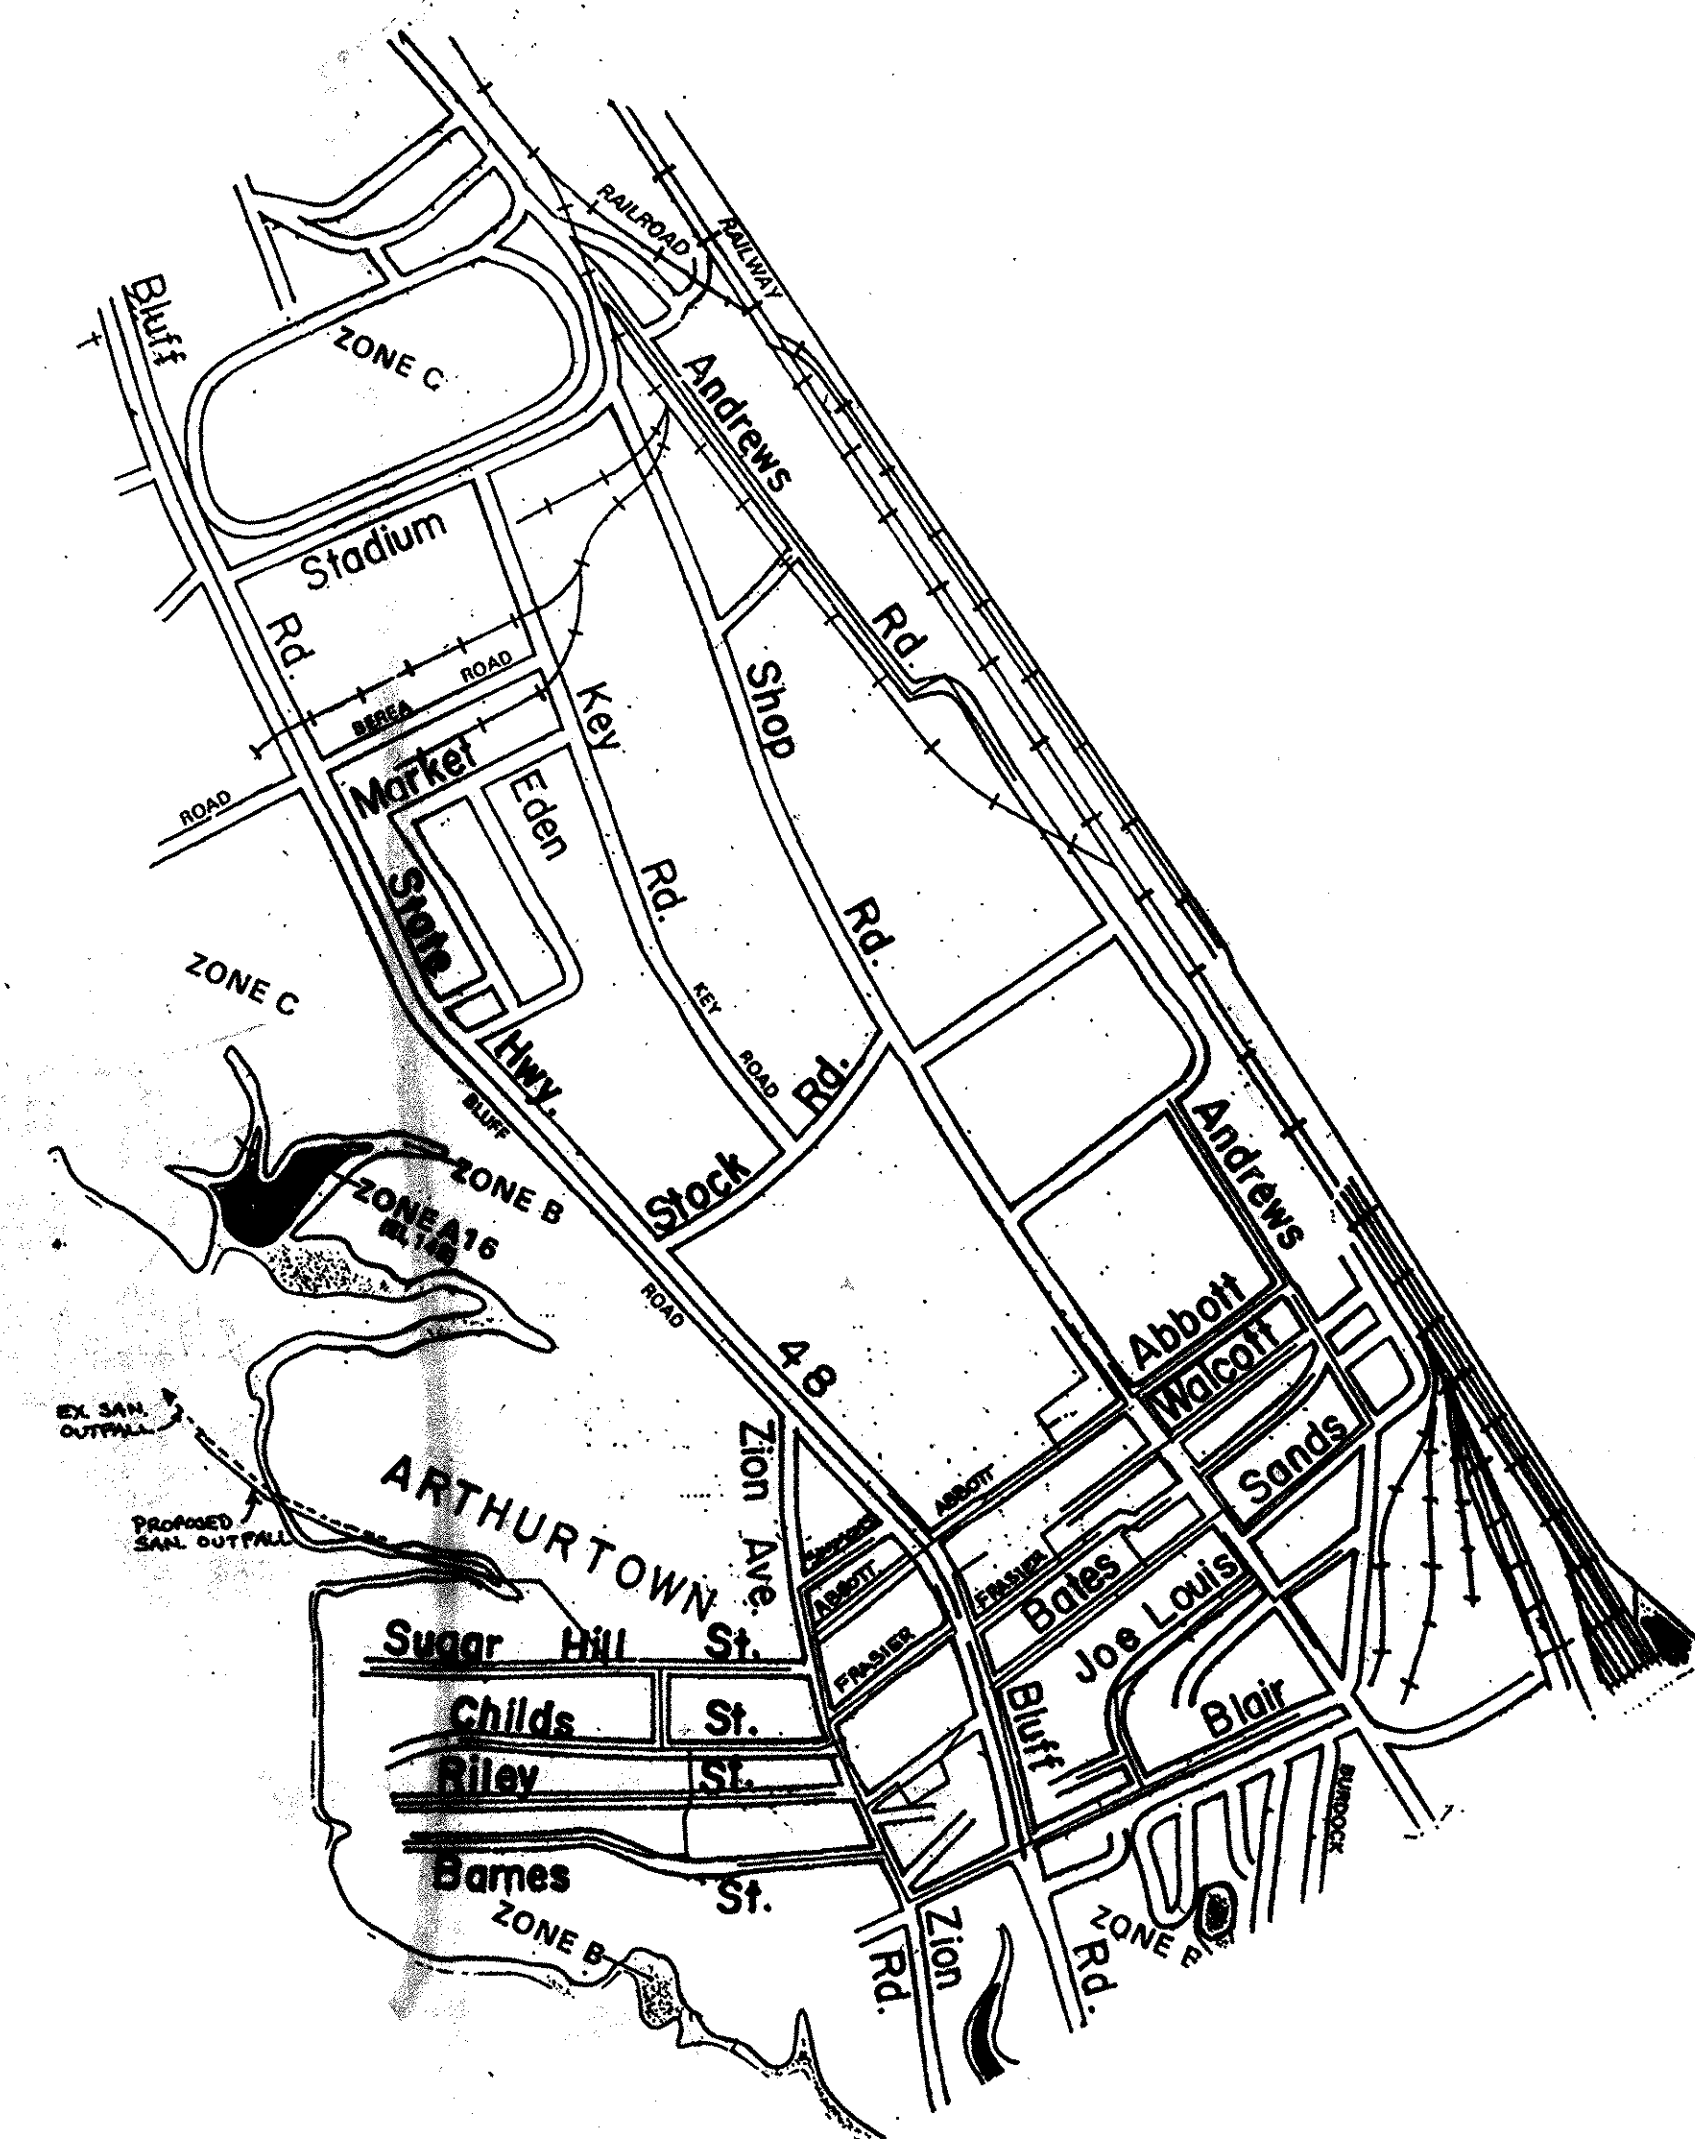 RAILROAD
RAILWAY
Bluff
ZONE C
Andrews
Stadium
Rd.
Rd.
ROAD
BEREA
Key
Shop
Market
Eden
ROAD
State
Rd.
Rd.
ZONE C
KEY
Hwy.
ROAD
Rd.
BLUFF
Andrews
ZONE B
Stock
ZONE A16
ROAD
Abbott
48
Walcott
EX. SAN.
OUTFALL
Zion
Sands
ARTHURTOWN
ABBOTT
PROPOSED
SAN. OUTFALL
Ave.
FRASIER
Bates
ABBOTT
Joe Louis
Sugar Hill St.
FRASIER
Childs St.
Bluff
Blair
Riley St.
BURDOCK
Barnes St.
ZONE B
Zion
Rd.
Rd.
ZONE B